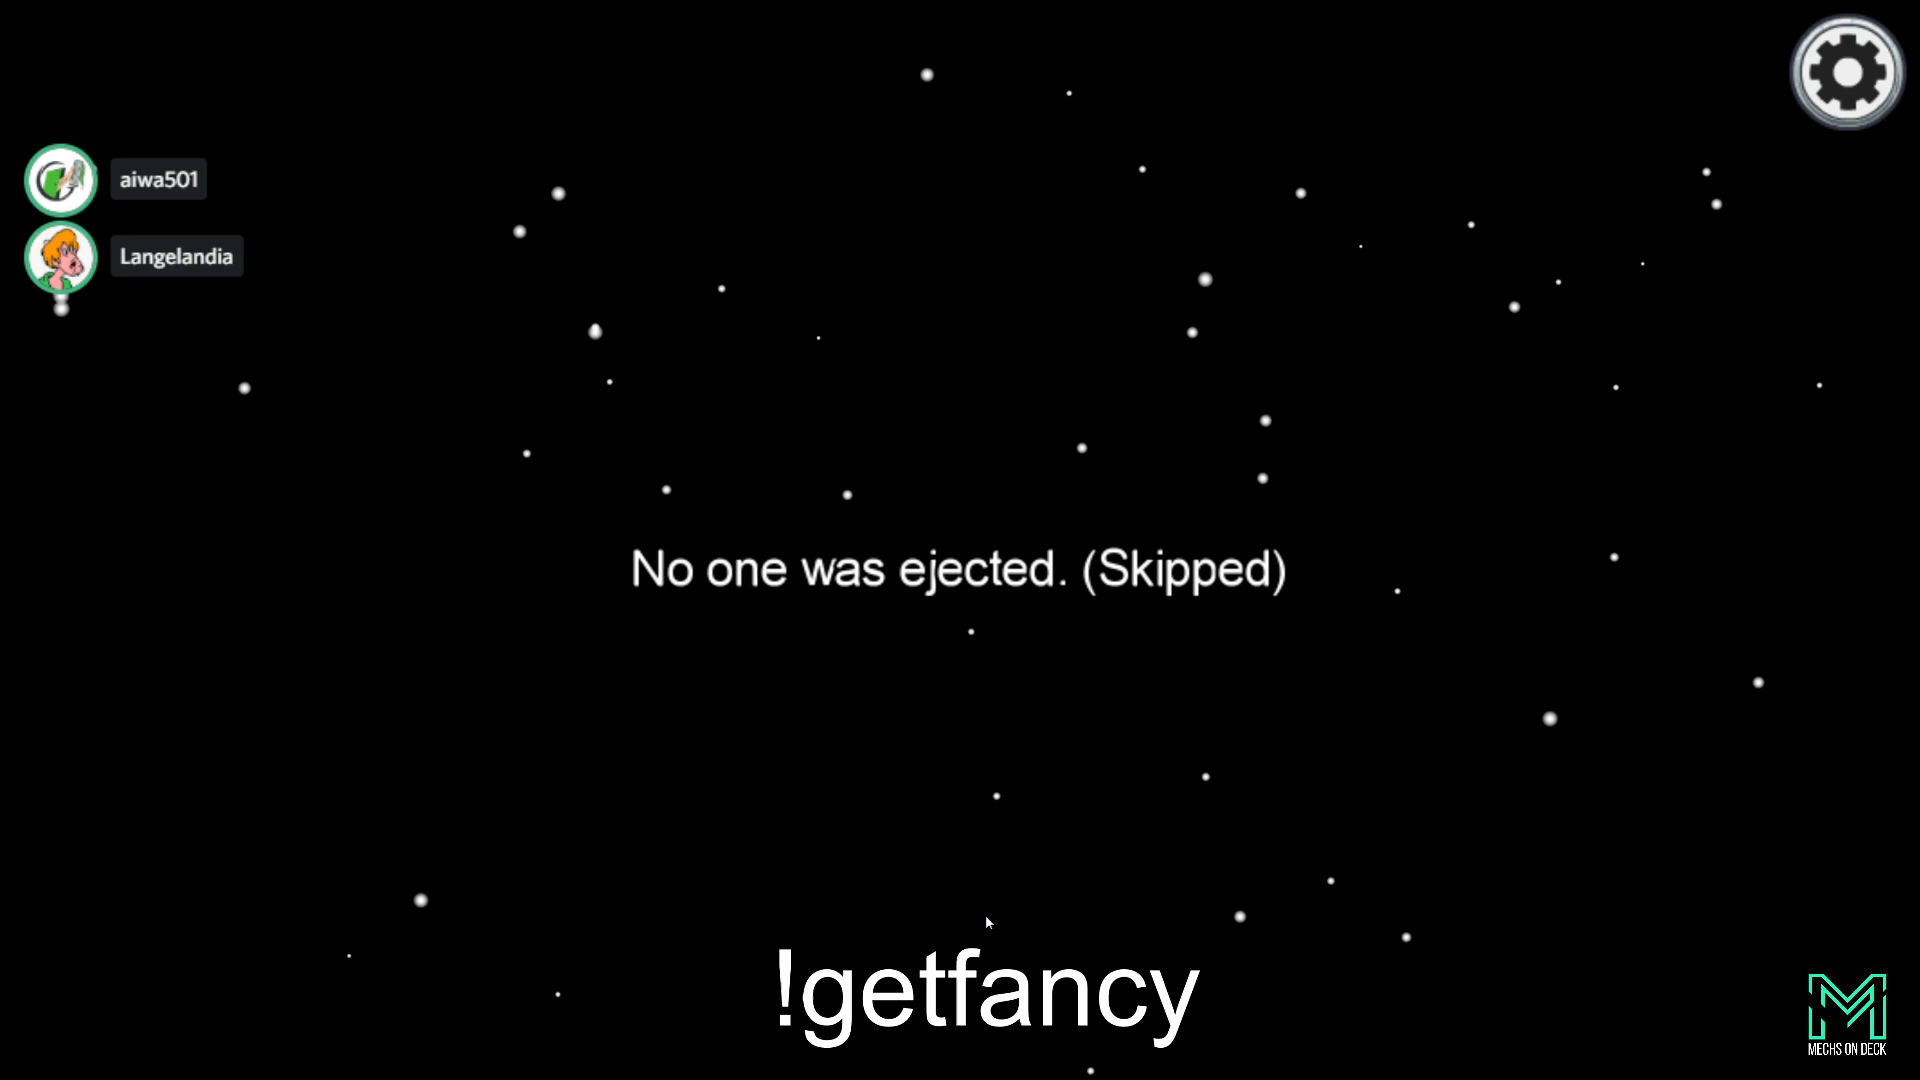 aiwa501
Langelandia
No one was ejected. (Skipped)
!getfancy
MECHS ON DECK